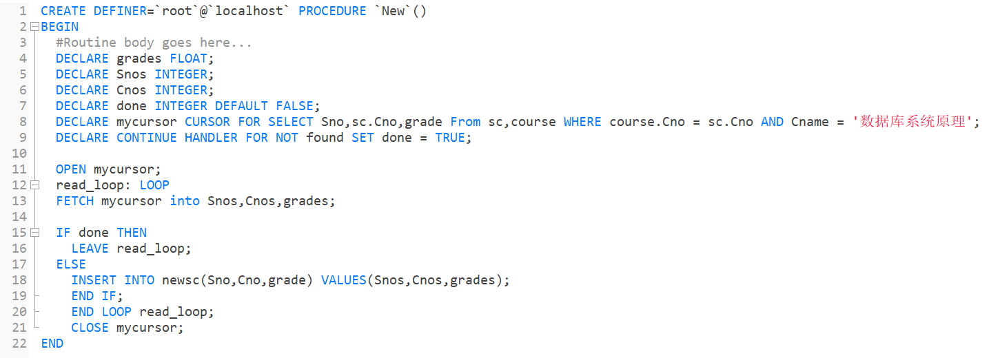 1 CREATE DEFINER=`root`@`localhost` PROCEDURE `New`()
2 BEGIN
3 #Routine body goes here...
4 DECLARE grades FLOAT;
5 DECLARE Snos INTEGER;
6 DECLARE Cnos INTEGER;
7 DECLARE done INTEGER DEFAULT FALSE;
8 DECLARE mycursor CURSOR FOR SELECT Sno,sc.Cno,grade From sc,course WHERE course.Cno = sc.Cno AND Cname = '数据库系统原理';
9 DECLARE CONTINUE HANDLER FOR NOT found SET done = TRUE;
10
11 OPEN mycursor;
12 read_loop: LOOP
13 FETCH mycursor into Snos,Cnos,grades;
14
15 IF done THEN
16 LEAVE read_loop;
17 ELSE
18 INSERT INTO newsc(Sno,Cno,grade) VALUES(Snos,Cnos,grades);
19 END IF;
20 END LOOP read_loop;
21 CLOSE mycursor;
22 END